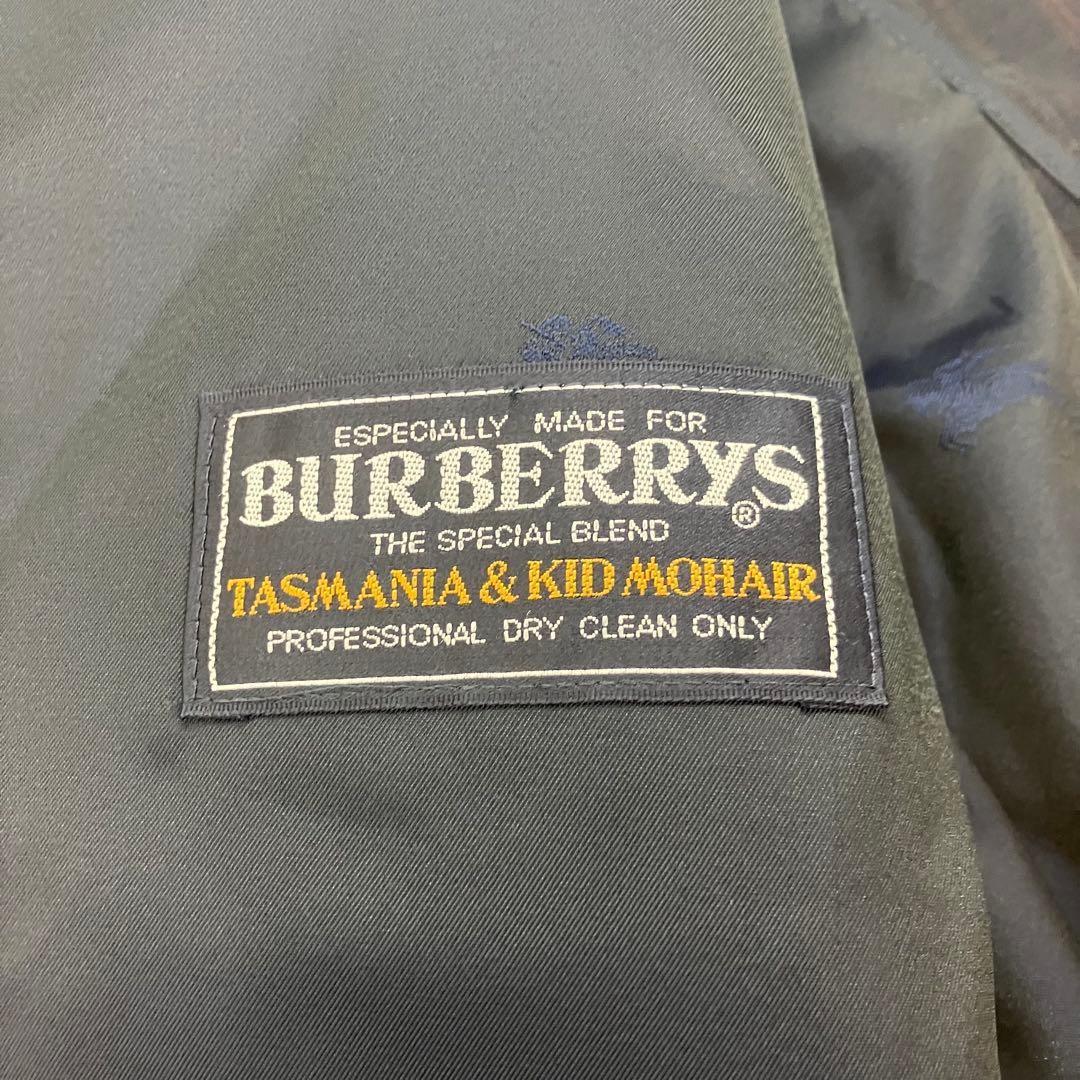 ESPECIALLY MADE FOR
BURBERRYS
®
THE SPECIAL BLEND
TASMANIA & KID MOHAIR
PROFESSIONAL DRY CLEAN ONLY